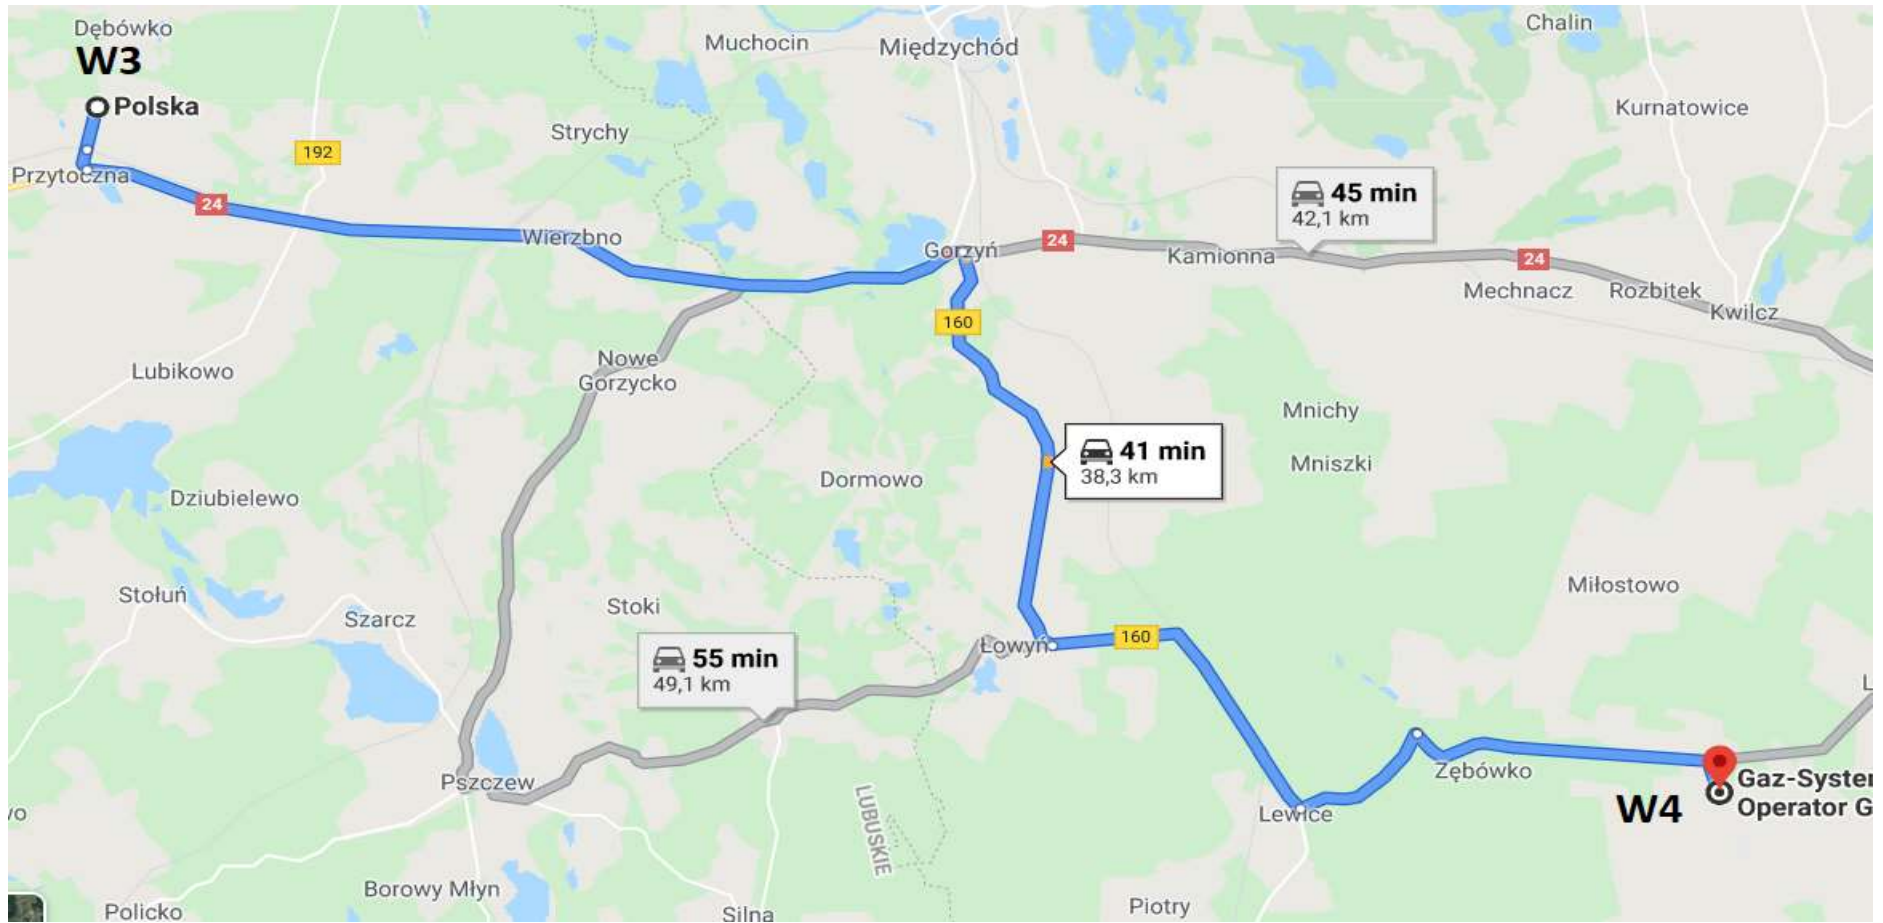 Dębówko
W3
Polska
Przytoczna
192
24
Muchocin
Międzychód
Chalin
Strychy
Kurnatowice
45 min
42,1 km
Wierzbno
Gorzyń
24
Kamionna
24
Mechnacz
Rozbitek
Kwilcz
160
Lubikowo
Nowe
Gorzycko
Mnichy
41 min
38,3 km
Mniszki
Dormowo
Dziubielewo
Stołuń
Szarcz
Stoki
Miłostowo
Łowyń
160
55 min
49,1 km
Pszczew
Zębówko
Gaz-System
Operator G
W4
Lewice
LUBUSKIE
Borowy Młyn
Policko
Silna
Piotry